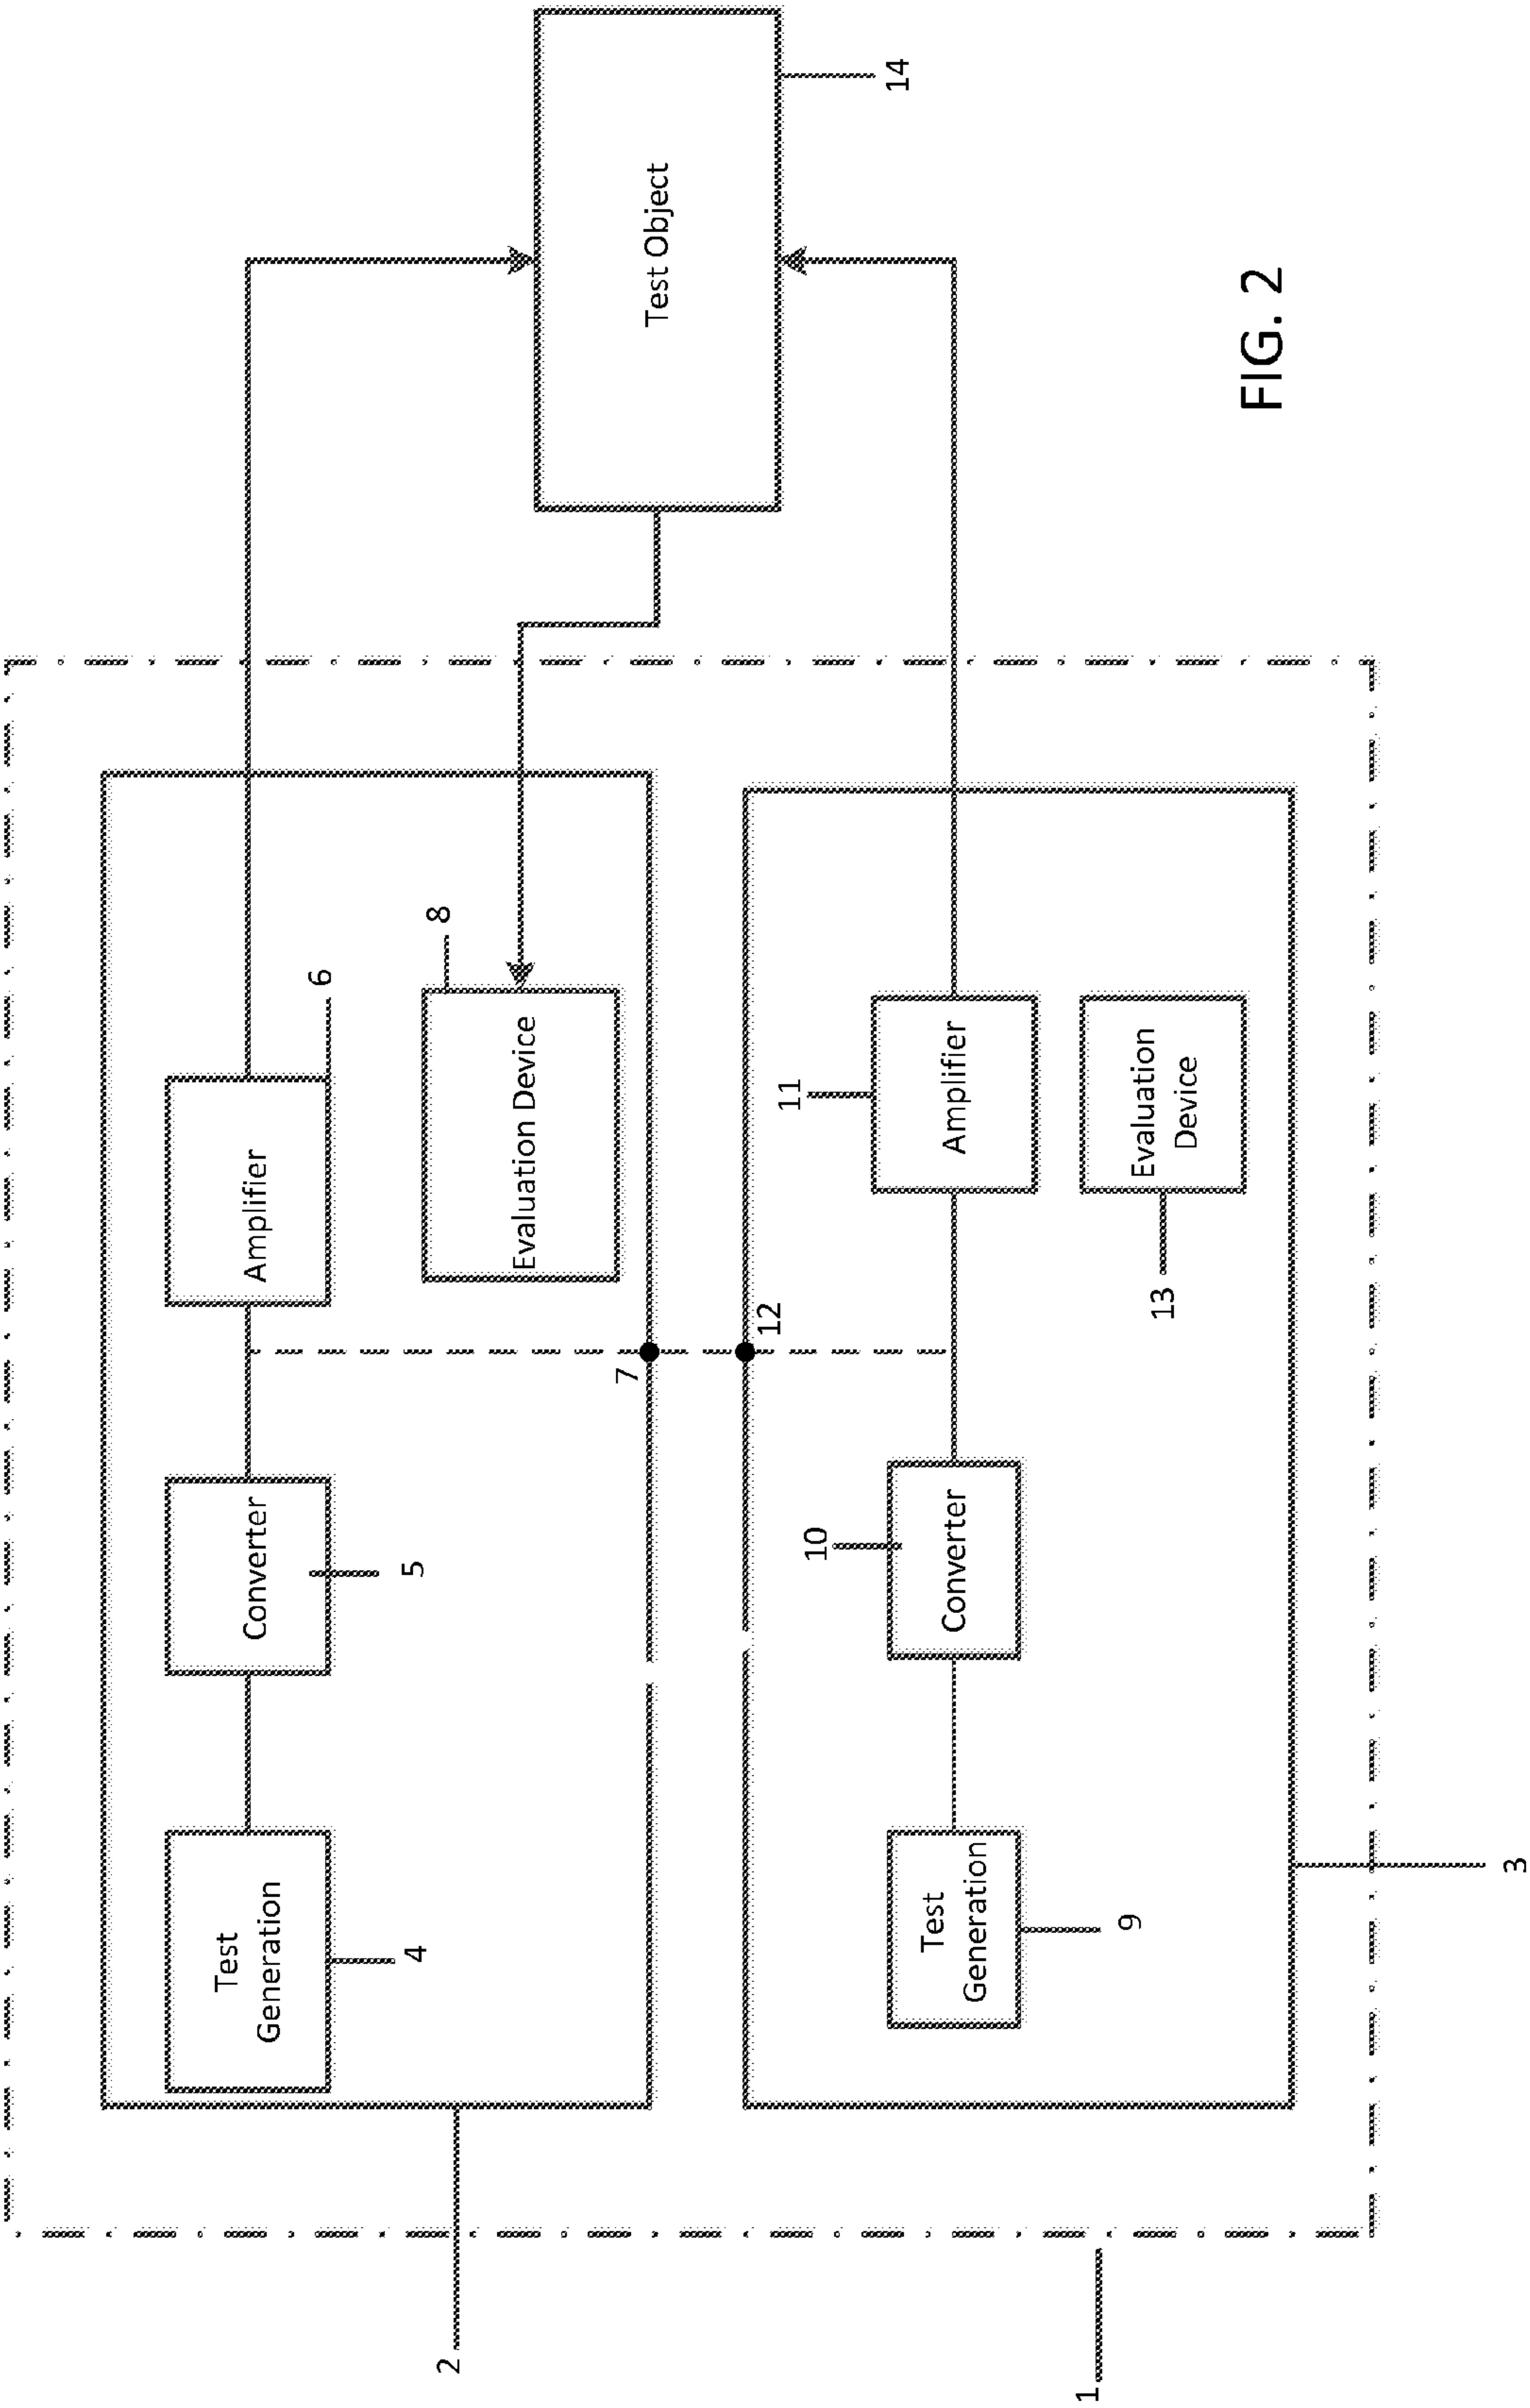 2
1
Test
Generation
4
Converter
5
Amplifier
6
Evaluation Device
8
7
12
Test
Generation
9
Converter
10
Amplifier
11
Evaluation
Device
13
3
Test Object
14
FIG. 2